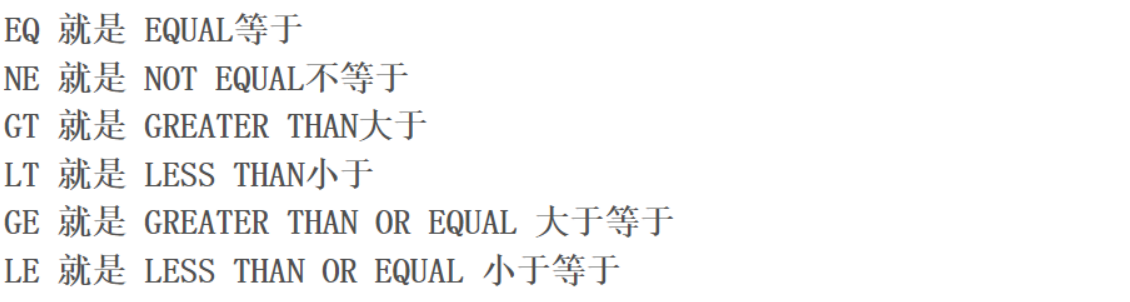 EQ 就是 EQUAL等于
NE 就是 NOT EQUAL不等于
GT 就是 GREATER THAN大于
LT 就是 LESS THAN小于
GE 就是 GREATER THAN OR EQUAL 大于等于
LE 就是 LESS THAN OR EQUAL 小于等于